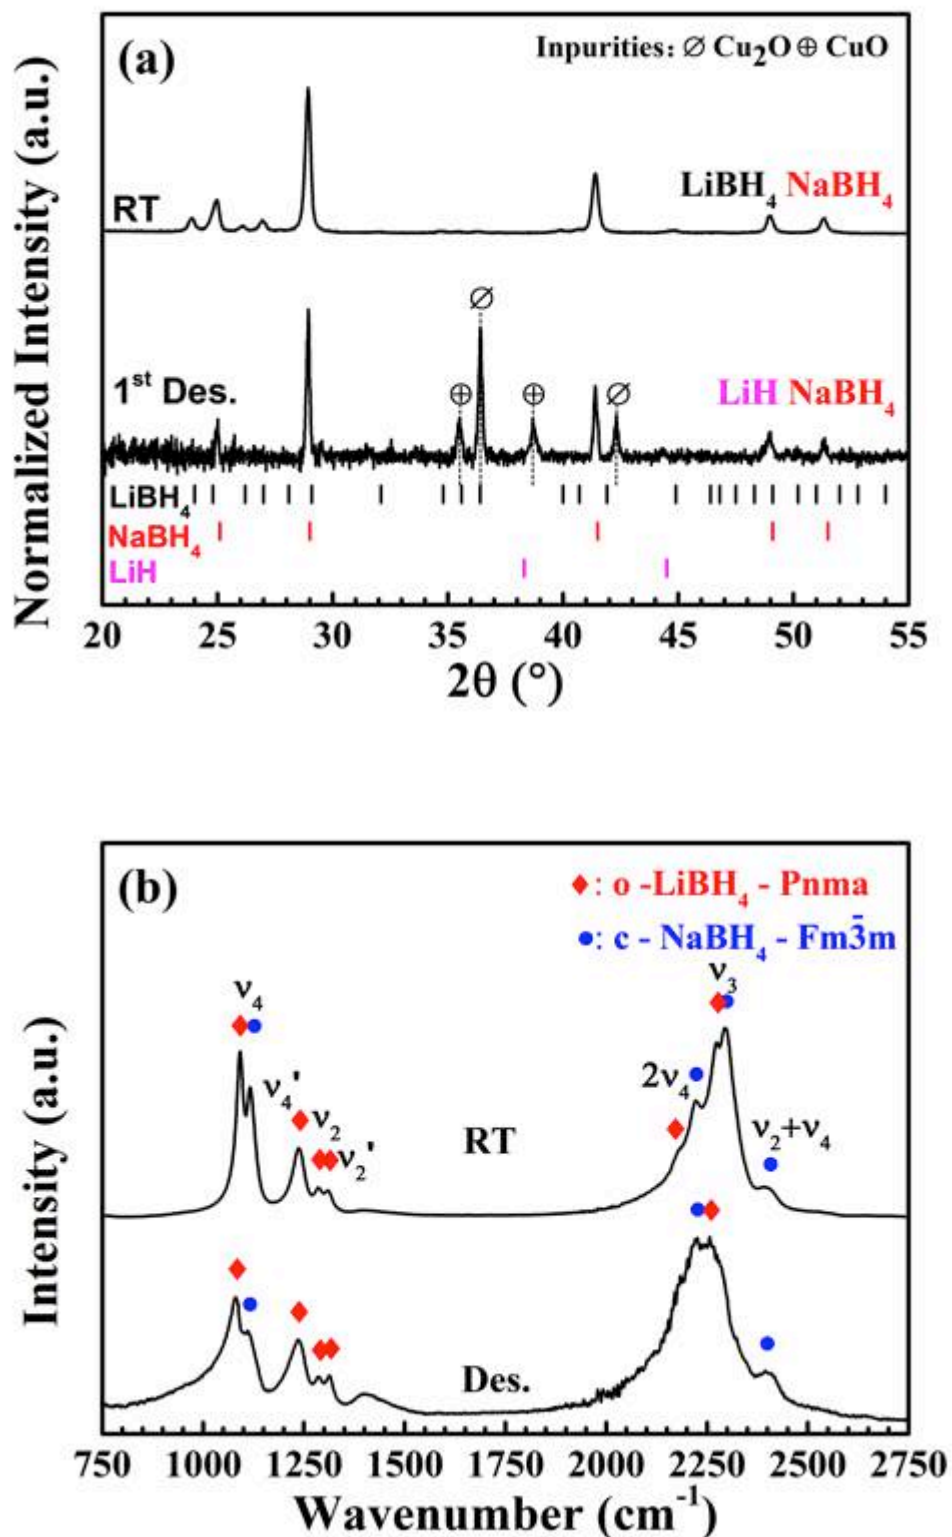 (a)
Inpurities: ∅ Cu₂O ⊕ CuO
Normalized Intensity (a.u.)
RT
LiBH₄ NaBH₄
∅
1ˢᵗ Des.
⊕ ⊕ ∅
LiH NaBH₄
LiBH₄
NaBH₄
LiH
20 25 30 35 40 45 50 55
2θ (°)
(b)
♦: o -LiBH₄ - Pnma
●: c - NaBH₄ - Fm3̄m
Intensity (a.u.)
ν₄
ν₃
ν₄' ν₂
ν₂'
2ν₄
ν₂+ν₄
RT
Des.
750 1000 1250 1500 1750 2000 2250 2500 2750
Wavenumber (cm⁻¹)